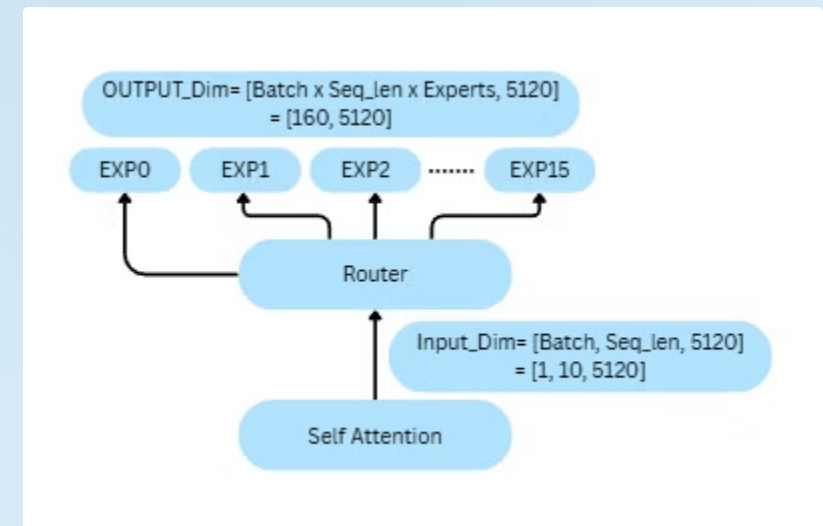 OUTPUT_Dim= [Batch x Seq_len x Experts, 5120]
= [160, 5120]
EXP0 EXP1 EXP2 ....... EXP15
Router
Input_Dim= [Batch, Seq_len, 5120]
= [1, 10, 5120]
Self Attention